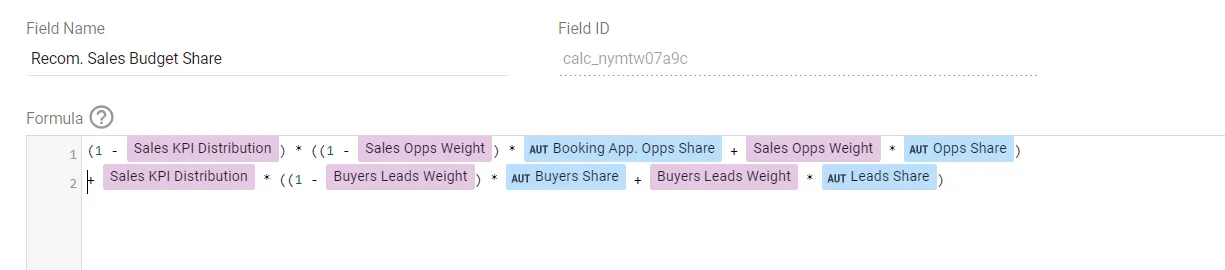 Field Name Field ID
Recom. Sales Budget Share calc_nymtw07a9c
Formula ?
1 (1 - Sales KPI Distribution ) * ((1 - Sales Opps Weight ) * AUT Booking App. Opps Share + Sales Opps Weight * AUT Opps Share )
2 + Sales KPI Distribution * ((1 - Buyers Leads Weight ) * AUT Buyers Share + Buyers Leads Weight * AUT Leads Share )